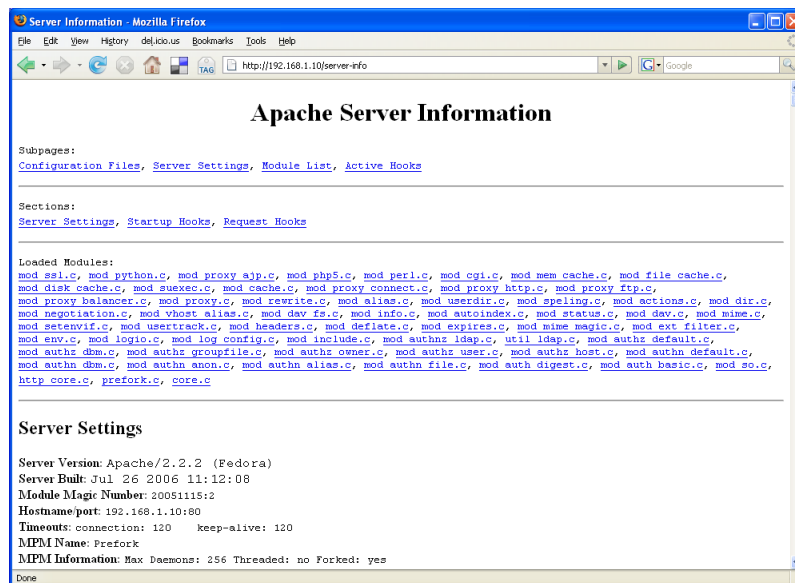 Server Information - Mozilla Firefox
File Edit View History del.icio.us Bookmarks Tools Help
TAG http://192.168.1.10/server-info G Google
Apache Server Information
Subpages:
Configuration Files, Server Settings, Module List, Active Hooks
Sections:
Server Settings, Startup Hooks, Request Hooks
Loaded Modules:
mod_ssl.c, mod_python.c, mod_proxy_ajp.c, mod_php5.c, mod_perl.c, mod_cgi.c, mod_mem_cache.c, mod_file_cache.c,
mod_disk_cache.c, mod_suexec.c, mod_cache.c, mod_proxy_connect.c, mod_proxy_http.c, mod_proxy_ftp.c,
mod_proxy_balancer.c, mod_proxy.c, mod_rewrite.c, mod_alias.c, mod_userdir.c, mod_speling.c, mod_actions.c, mod_dir.c,
mod_negotiation.c, mod_vhost_alias.c, mod_dav_fs.c, mod_info.c, mod_autoindex.c, mod_status.c, mod_dav.c, mod_mime.c,
mod_setenvif.c, mod_usertrack.c, mod_headers.c, mod_deflate.c, mod_expires.c, mod_mime_magic.c, mod_ext_filter.c,
mod_env.c, mod_logio.c, mod_log_config.c, mod_include.c, mod_authnz_ldap.c, util_ldap.c, mod_authz_default.c,
mod_authz_dbm.c, mod_authz_groupfile.c, mod_authz_owner.c, mod_authz_user.c, mod_authz_host.c, mod_authn_default.c,
mod_authn_dbm.c, mod_authn_anon.c, mod_authn_alias.c, mod_authn_file.c, mod_auth_digest.c, mod_auth_basic.c, mod_so.c,
http_core.c, prefork.c, core.c
Server Settings
Server Version: Apache/2.2.2 (Fedora)
Server Built: Jul 26 2006 11:12:08
Module Magic Number: 20051115:2
Hostname/port: 192.168.1.10:80
Timeouts: connection: 120 keep-alive: 120
MPM Name: Prefork
MPM Information: Max Daemons: 256 Threaded: no Forked: yes
Done